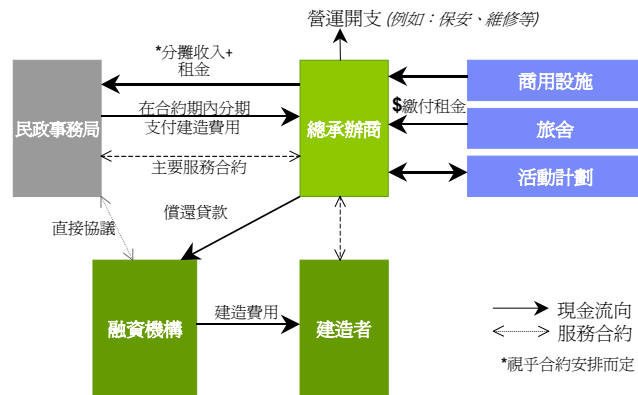 營運開支 (例如：保安、維修等)
*分攤收入+
租金
民政事務局
在合約期內分期
支付建造費用
主要服務合約
總承辦商
$繳付租金
商用設施
旅舍
活動計劃
直接協議
償還貸款
融資機構
建造費用
建造者
現金流向
服務合約
*視乎合約安排而定